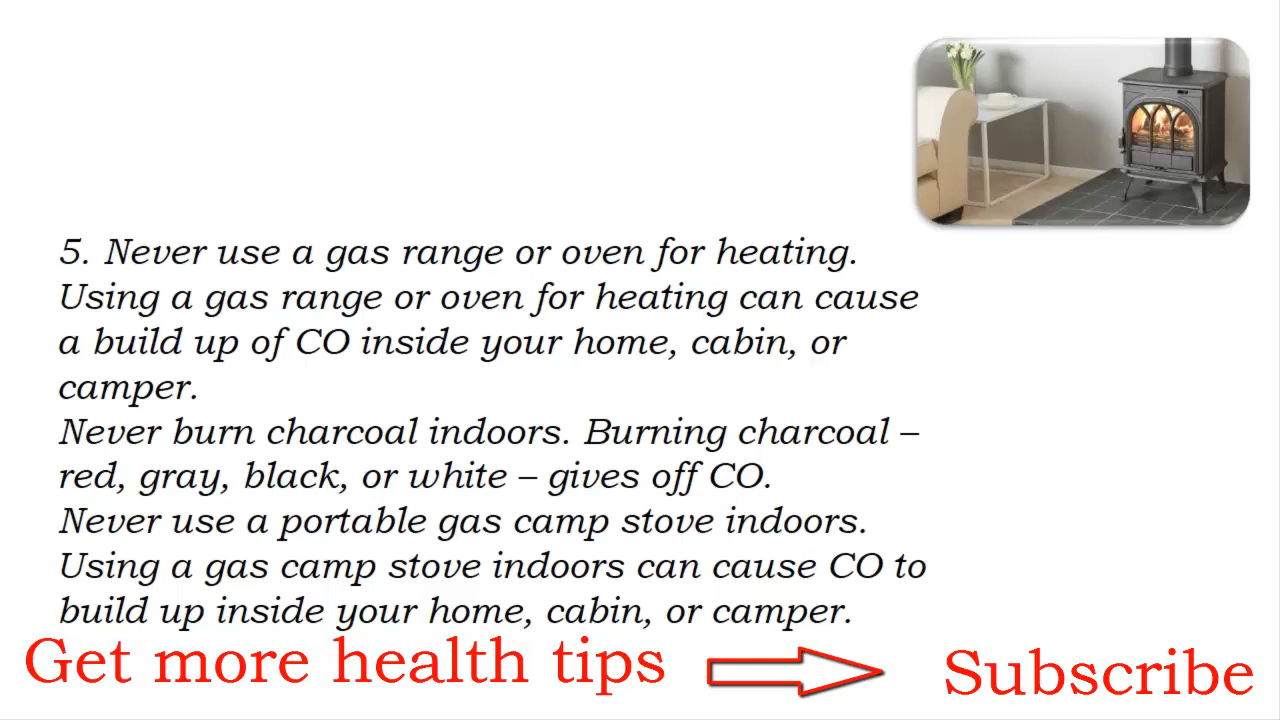 5. Never use a gas range or oven for heating.
Using a gas range or oven for heating can cause
a build up of CO inside your home, cabin, or
camper.
Never burn charcoal indoors. Burning charcoal –
red, gray, black, or white – gives off CO.
Never use a portable gas camp stove indoors.
Using a gas camp stove indoors can cause CO to
build up inside your home, cabin, or camper.
Get more health tips
Subscribe